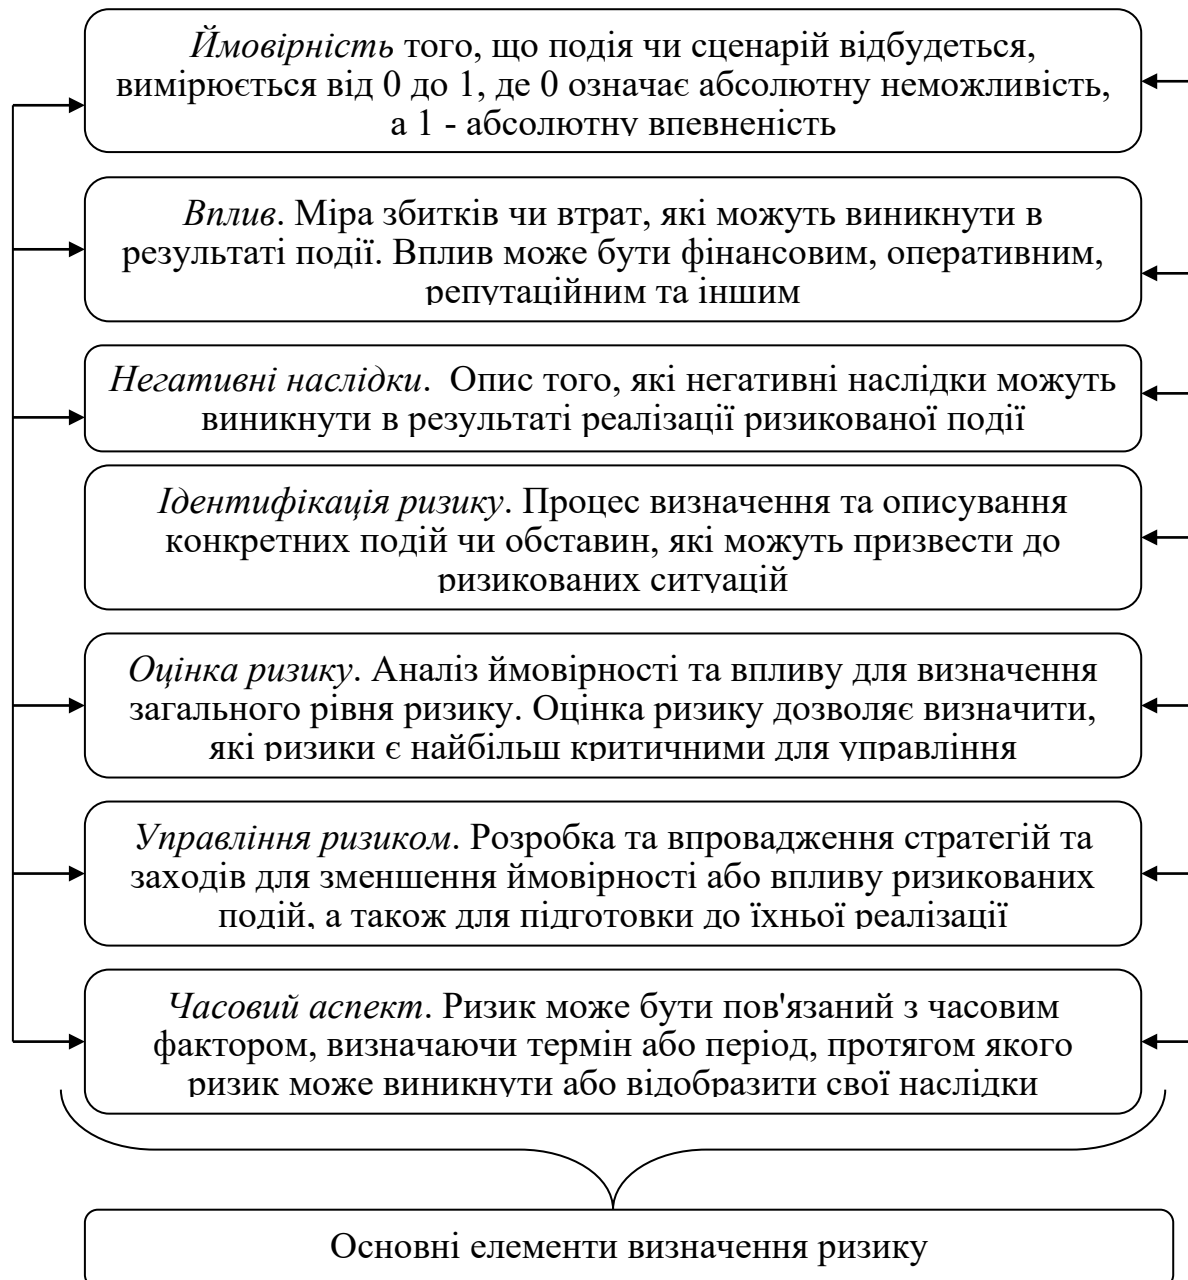 Ймовірність того, що подія чи сценарій відбудеться,
вимірюється від 0 до 1, де 0 означає абсолютну неможливість,
а 1 - абсолютну впевненість
Вплив. Міра збитків чи втрат, які можуть виникнути в
результаті події. Вплив може бути фінансовим, оперативним,
репутаційним та іншим
Негативні наслідки.  Опис того, які негативні наслідки можуть
виникнути в результаті реалізації ризикованої події
Ідентифікація ризику. Процес визначення та описування
конкретних подій чи обставин, які можуть призвести до
ризикованих ситуацій
Оцінка ризику. Аналіз ймовірності та впливу для визначення
загального рівня ризику. Оцінка ризику дозволяє визначити,
які ризики є найбільш критичними для управління
Управління ризиком. Розробка та впровадження стратегій та
заходів для зменшення ймовірності або впливу ризикованих
подій, а також для підготовки до їхньої реалізації
Часовий аспект. Ризик може бути пов'язаний з часовим
фактором, визначаючи термін або період, протягом якого
ризик може виникнути або відобразити свої наслідки
Основні елементи визначення ризику